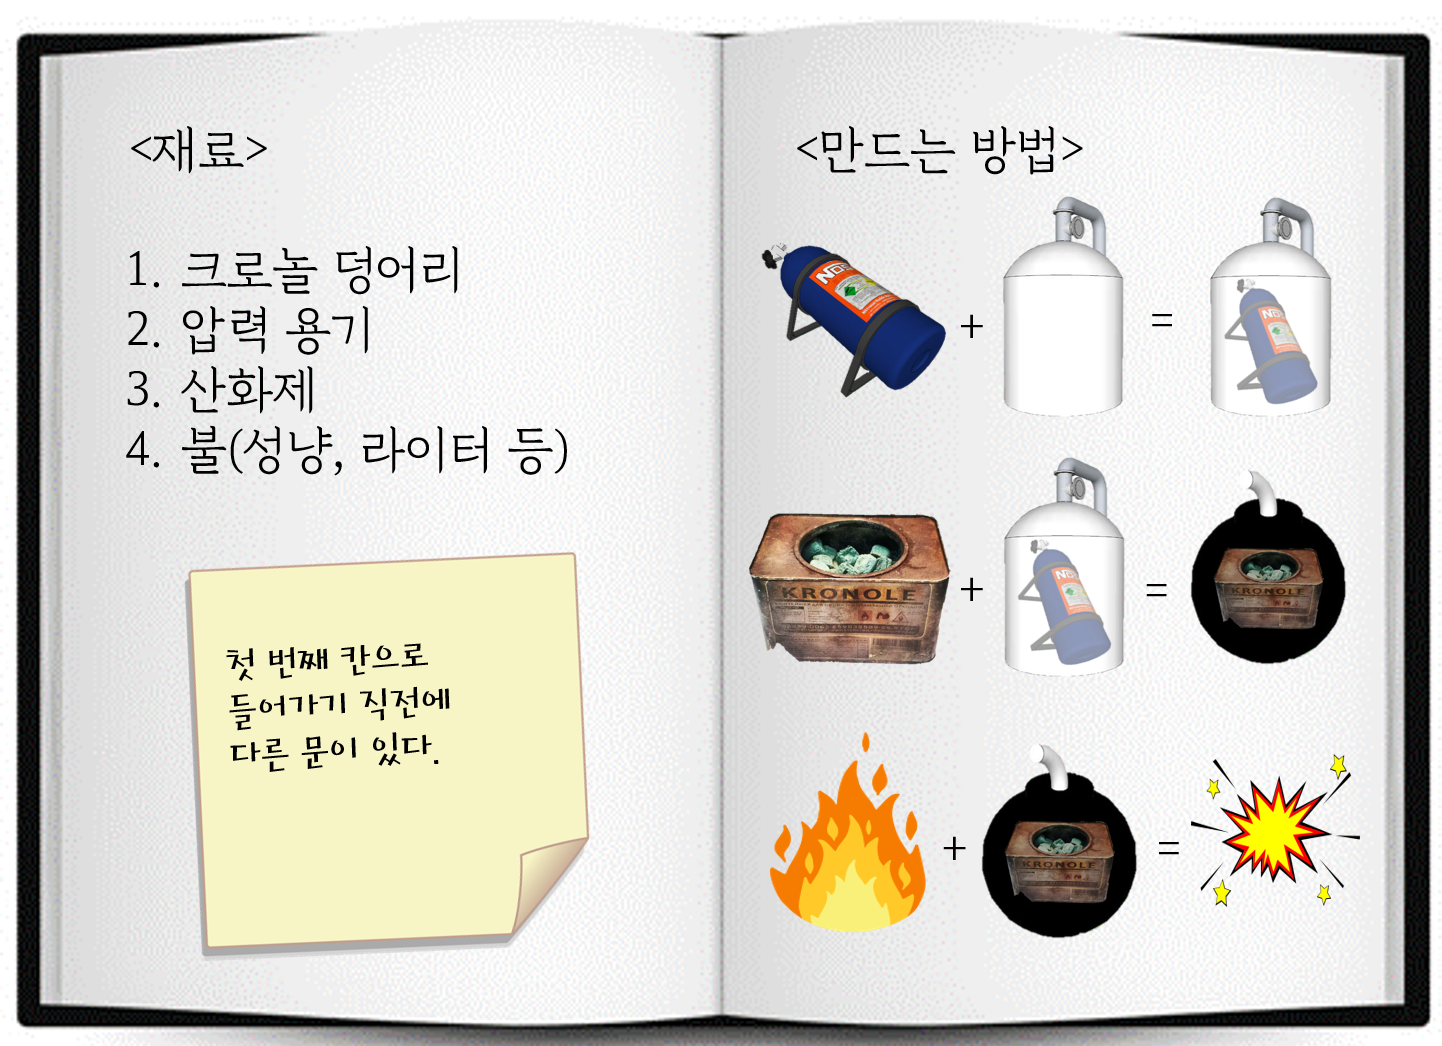 <재료>
1. 크로놀 덩어리
2. 압력 용기
3. 산화제
4. 불(성냥, 라이터 등)
첫 번째 칸으로
들어가기 직전에
다른 문이 있다.
<만드는 방법>
+ =
KRONOLE
+ =
KRONOLE
+
KRONOLE
=